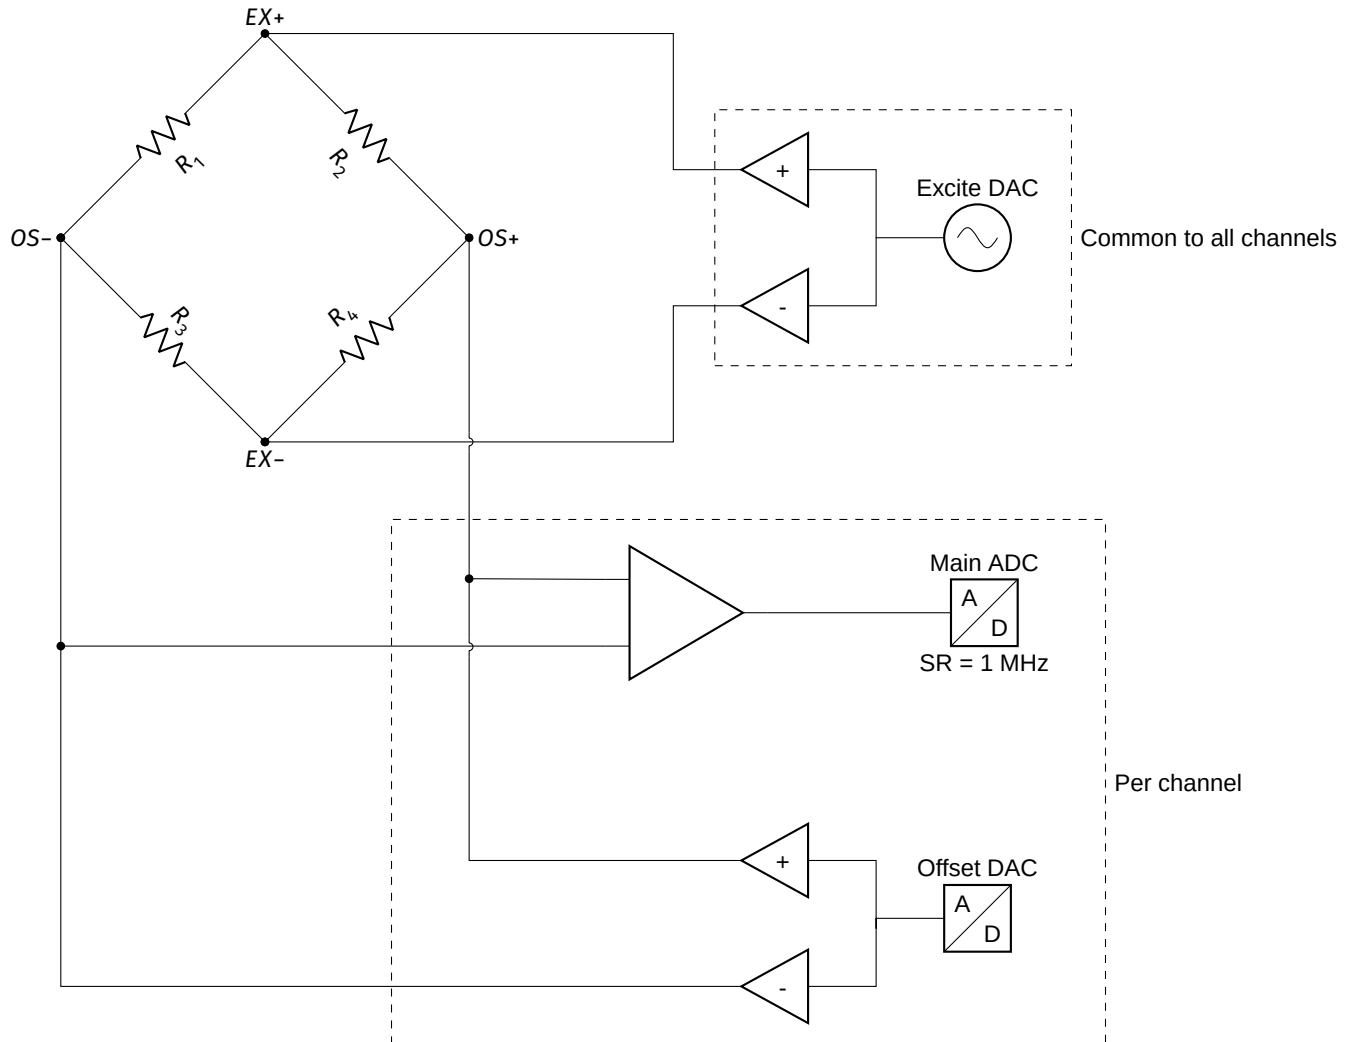 EX+
R1
R2
OS–
OS+
R3
R4
EX–
+
-
Excite DAC
Common to all channels
Main ADC
A
D
SR = 1 MHz
Per channel
+
-
Offset DAC
A
D